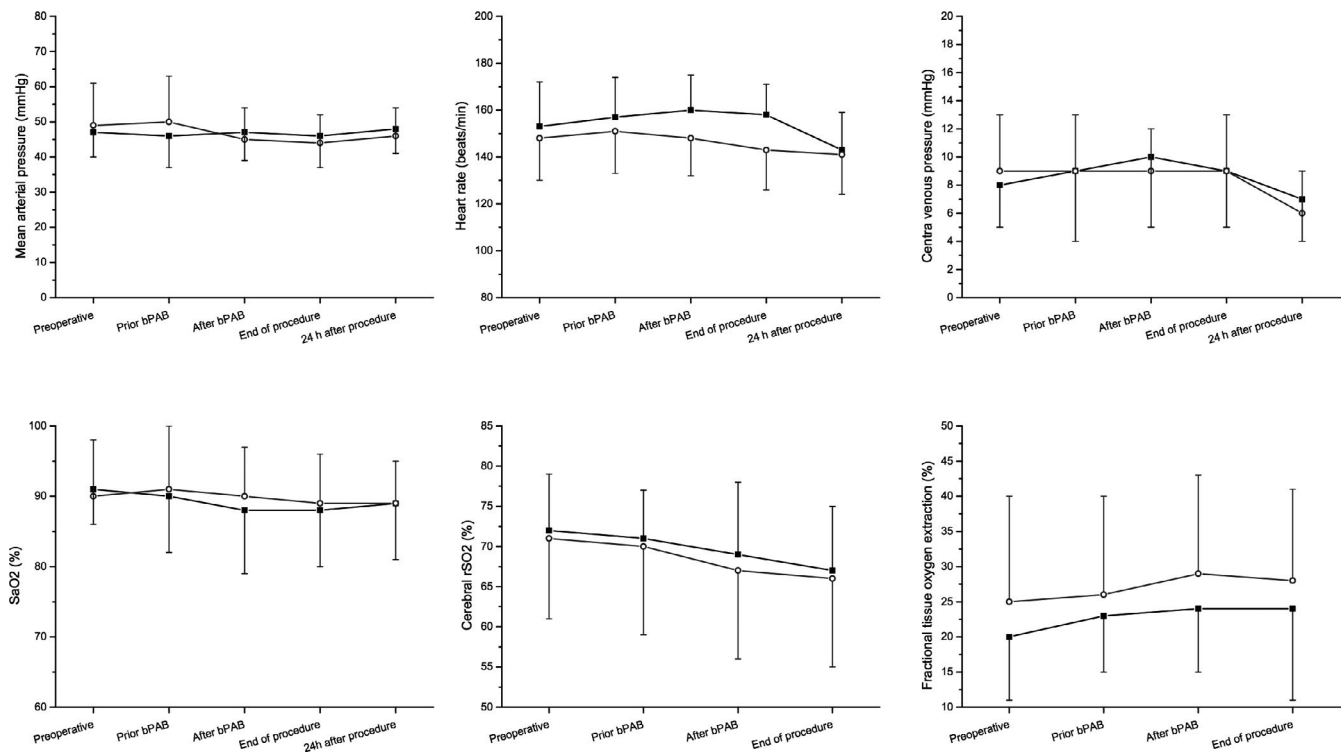 Mean arterial pressure (mmHg)
80
70
60
50
40
30
20
10
0
Preoperative
Prior bPAB
After bPAB
End of procedure
24 h after procedure
Heart rate (beats/min)
200
180
160
140
120
100
80
Preoperative
Prior bPAB
After bPAB
End of procedure
24 h after procedure
Centra venous pressure (mmHg)
20
18
16
14
12
10
8
6
4
2
0
Preoperative
Prior bPAB
After bPAB
End of procedure
24 h after procedure
SaO2 (%)
100
90
80
70
60
Preoperative
Prior bPAB
After bPAB
End of procedure
24h after procedure
Cerebral rSO2 (%)
85
80
75
70
65
60
55
50
Preoperative
Prior bPAB
After bPAB
End of procedure
Fractional tissue oxygen extraction (%)
50
45
40
35
30
25
20
15
10
Preoperative
Prior bPAB
After bPAB
End of procedure